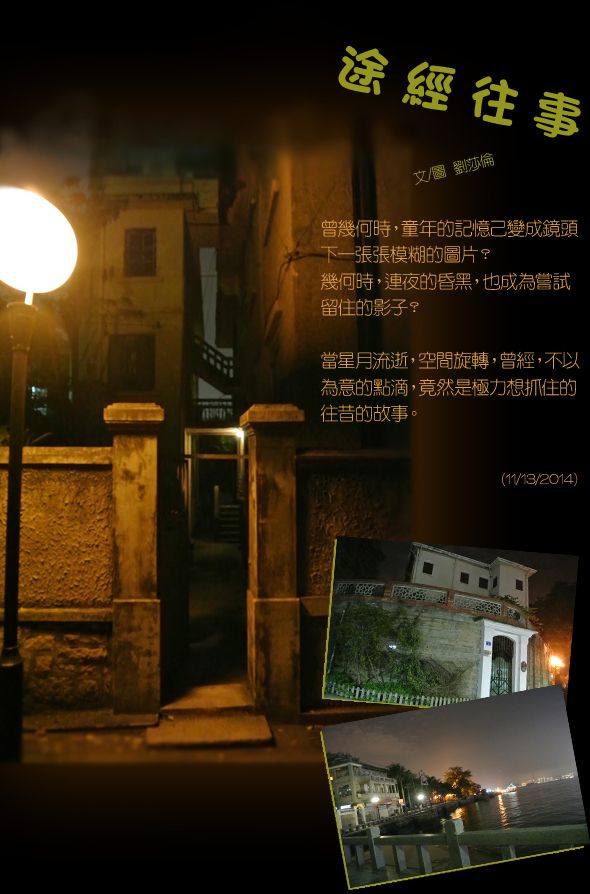 途經往事
文/圖 劉莎倫
曾幾何時，童年的記憶己變成鏡頭
下一張張模糊的圖片？
幾何時，連夜的昏黑，也成為嘗試
留住的影子？
當星月流逝，空間旋轉，曾經，不以
為意的點滴，竟然是極力想抓住的
往昔的故事。
(11/13/2014)